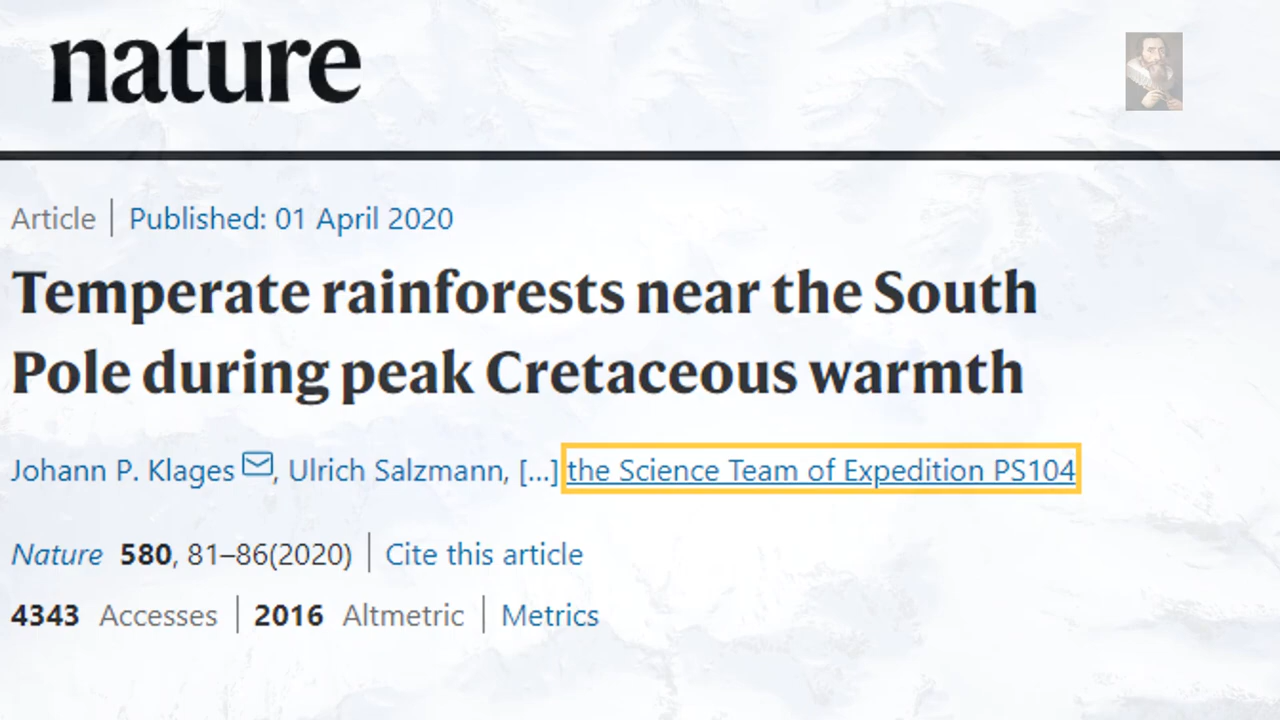 nature
Article | Published: 01 April 2020
Temperate rainforests near the South
Pole during peak Cretaceous warmth
Johann P. Klages, Ulrich Salzmann, [...] the Science Team of Expedition PS104
Nature 580, 81–86(2020) | Cite this article
4343 Accesses | 2016 Altmetric | Metrics